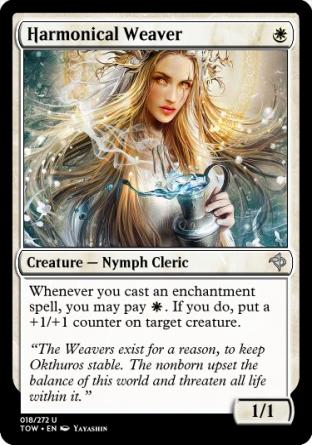 Harmonical Weaver
Creature — Nymph Cleric
Whenever you cast an enchantment
spell, you may pay . If you do, put a
+1/+1 counter on target creature.
"The Weavers exist for a reason, to keep
Okthuros stable. The nonborn upset the
balance of this world and threaten all life
within it."
1/1
018/272 U
TOW • EN Yayashin